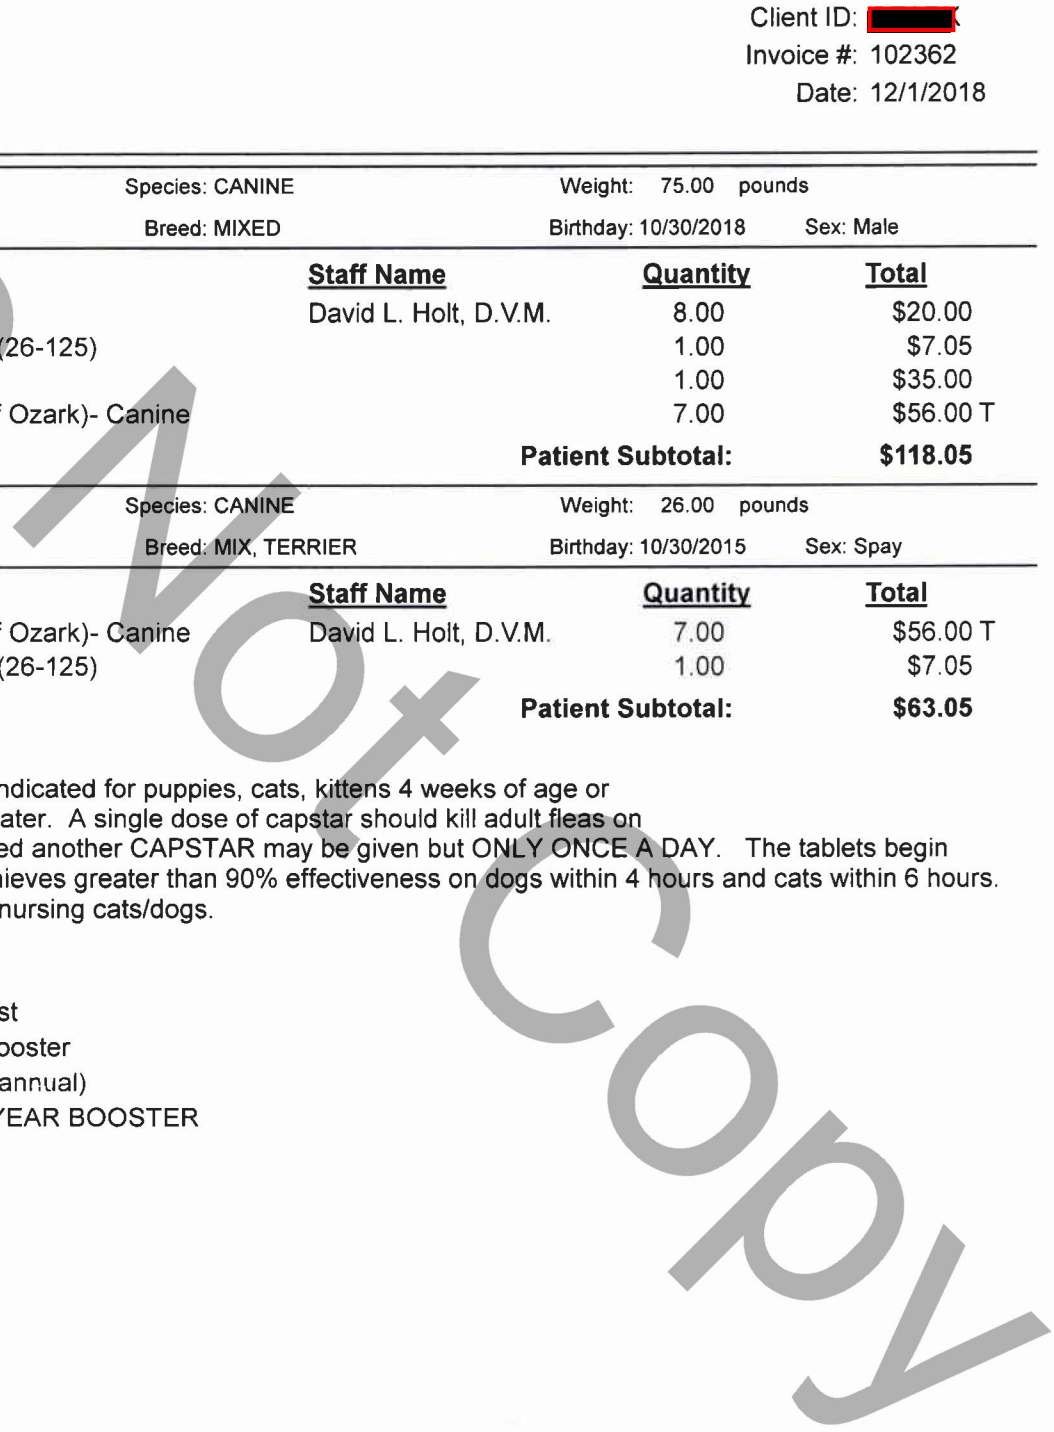 Client ID:
Invoice #: 102362
Date: 12/1/2018
Species: CANINE Weight: 75.00 pounds
Breed: MIXED Birthday: 10/30/2018 Sex: Male
Staff Name Quantity Total
David L. Holt, D.V.M. 8.00 $20.00
(26-125) 1.00 $7.05
1.00 $35.00
Ozark)- Canine 7.00 $56.00 T
Patient Subtotal: $118.05
Species: CANINE Weight: 26.00 pounds
Breed: MIX, TERRIER Birthday: 10/30/2015 Sex: Spay
Staff Name Quantity Total
Ozark)- Canine David L. Holt, D.V.M. 7.00 $56.00 T
(26-125) 1.00 $7.05
Patient Subtotal: $63.05
ndicated for puppies, cats, kittens 4 weeks of age or
ater. A single dose of capstar should kill adult fleas on
ed another CAPSTAR may be given but ONLY ONCE A DAY. The tablets begin
hieves greater than 90% effectiveness on dogs within 4 hours and cats within 6 hours.
nursing cats/dogs.
st
ooster
annual)
YEAR BOOSTER
Not Copy